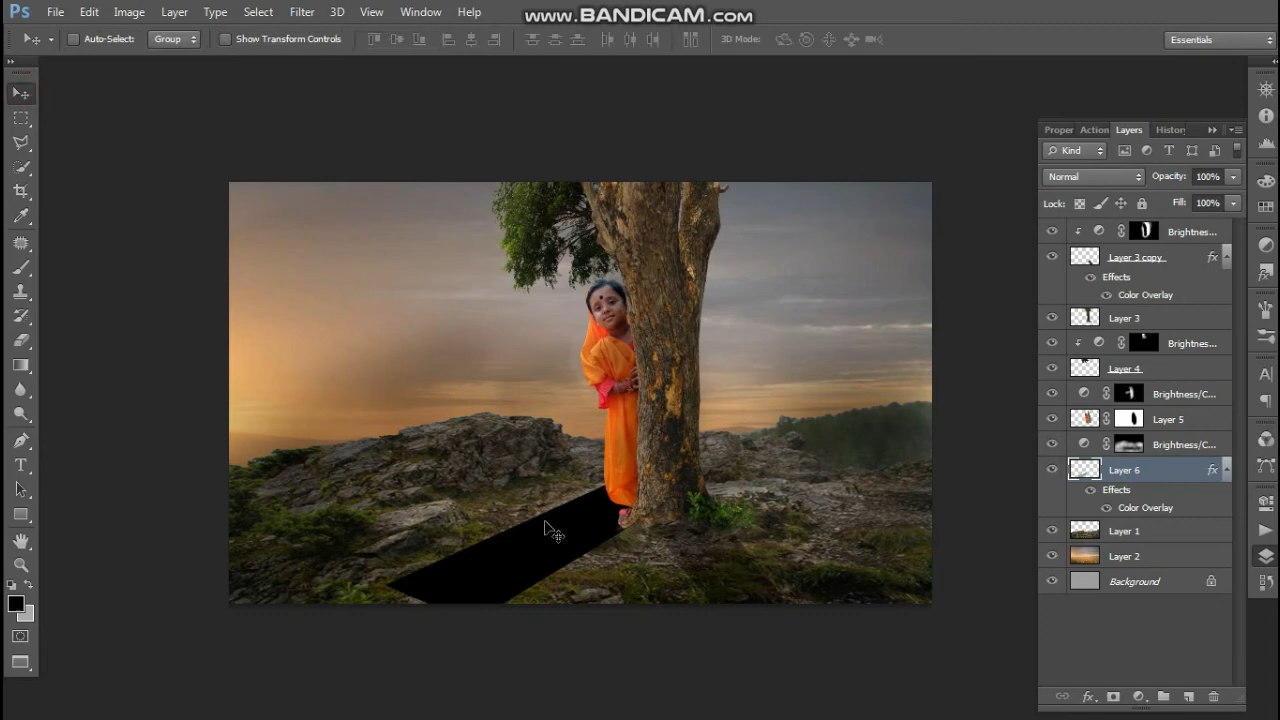 Ps File Edit Image Layer Type Select Filter 3D View Window Help
www.BANDICAM.com
Auto-Select: Group Show Transform Controls 3D Mode: Essentials
Proper Action Layers History
Kind
Normal Opacity: 100%
Lock: Fill: 100%
Brightnes...
Layer 3 copy fx
Effects
Color Overlay
Layer 3
Brightnes...
Layer 4
Brightness/C...
Layer 5
Brightness/C...
Layer 6 fx
Effects
Color Overlay
Layer 1
Layer 2
Background
fx